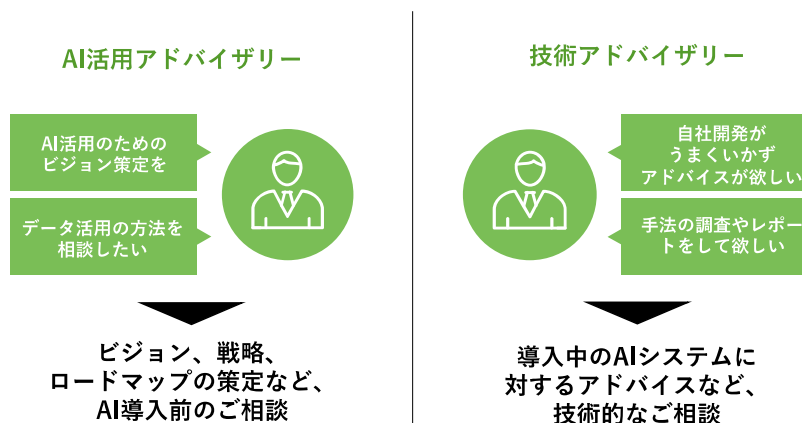 AI活用アドバイザリー
AI活用のための
ビジョン策定を
データ活用の方法を
相談したい
ビジョン、戦略、
ロードマップの策定など、
AI導入前のご相談
技術アドバイザリー
自社開発が
うまくいかず
アドバイスが欲しい
手法の調査やレポー
トをして欲しい
導入中のAIシステムに
対するアドバイスなど、
技術的なご相談